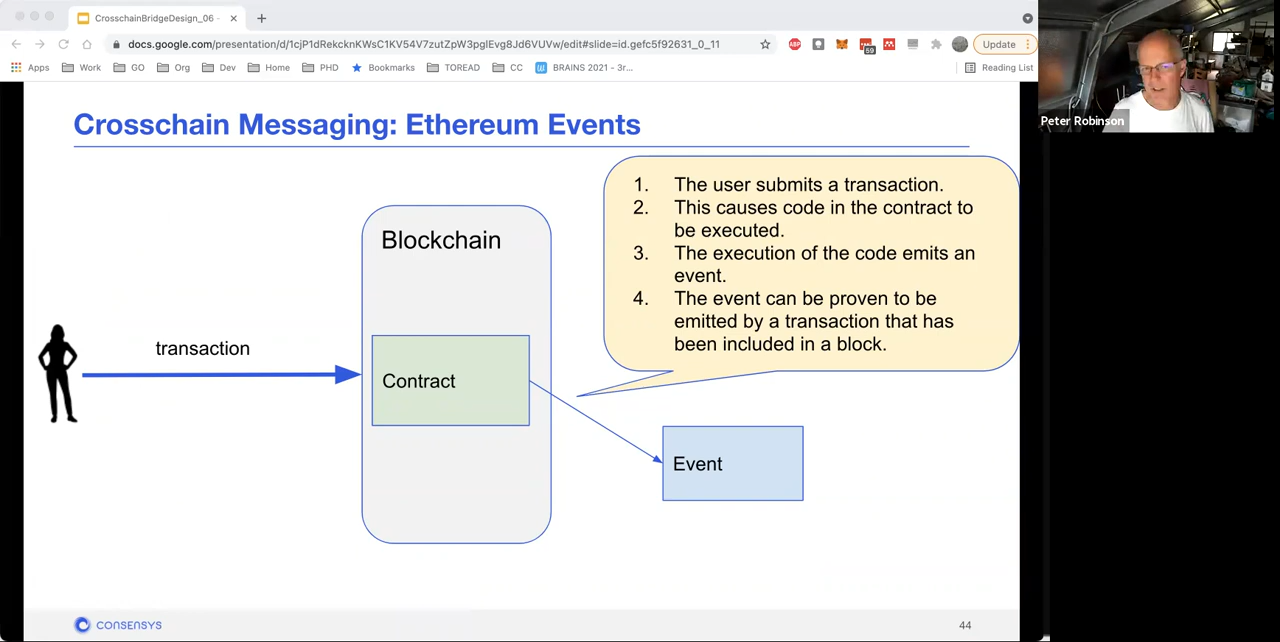 CrosschainBridgeDesign_06 -
docs.google.com/presentation/d/1cjP1dRekcknKWsC1KV54V7zutZpW3pglEvg8Jd6VUVw/edit#slide=id.gefc5f92631_0_11
59
Update
Apps
Work
GO
Org
Dev
Home
PHD
Bookmarks
TOREAD
CC
BRAINS 2021 - 3r...
Reading List
Peter Robinson
Crosschain Messaging: Ethereum Events
1. The user submits a transaction.
2. This causes code in the contract to
be executed.
3. The execution of the code emits an
event.
4. The event can be proven to be
emitted by a transaction that has
been included in a block.
Blockchain
transaction
Contract
Event
CONSENSYS
44